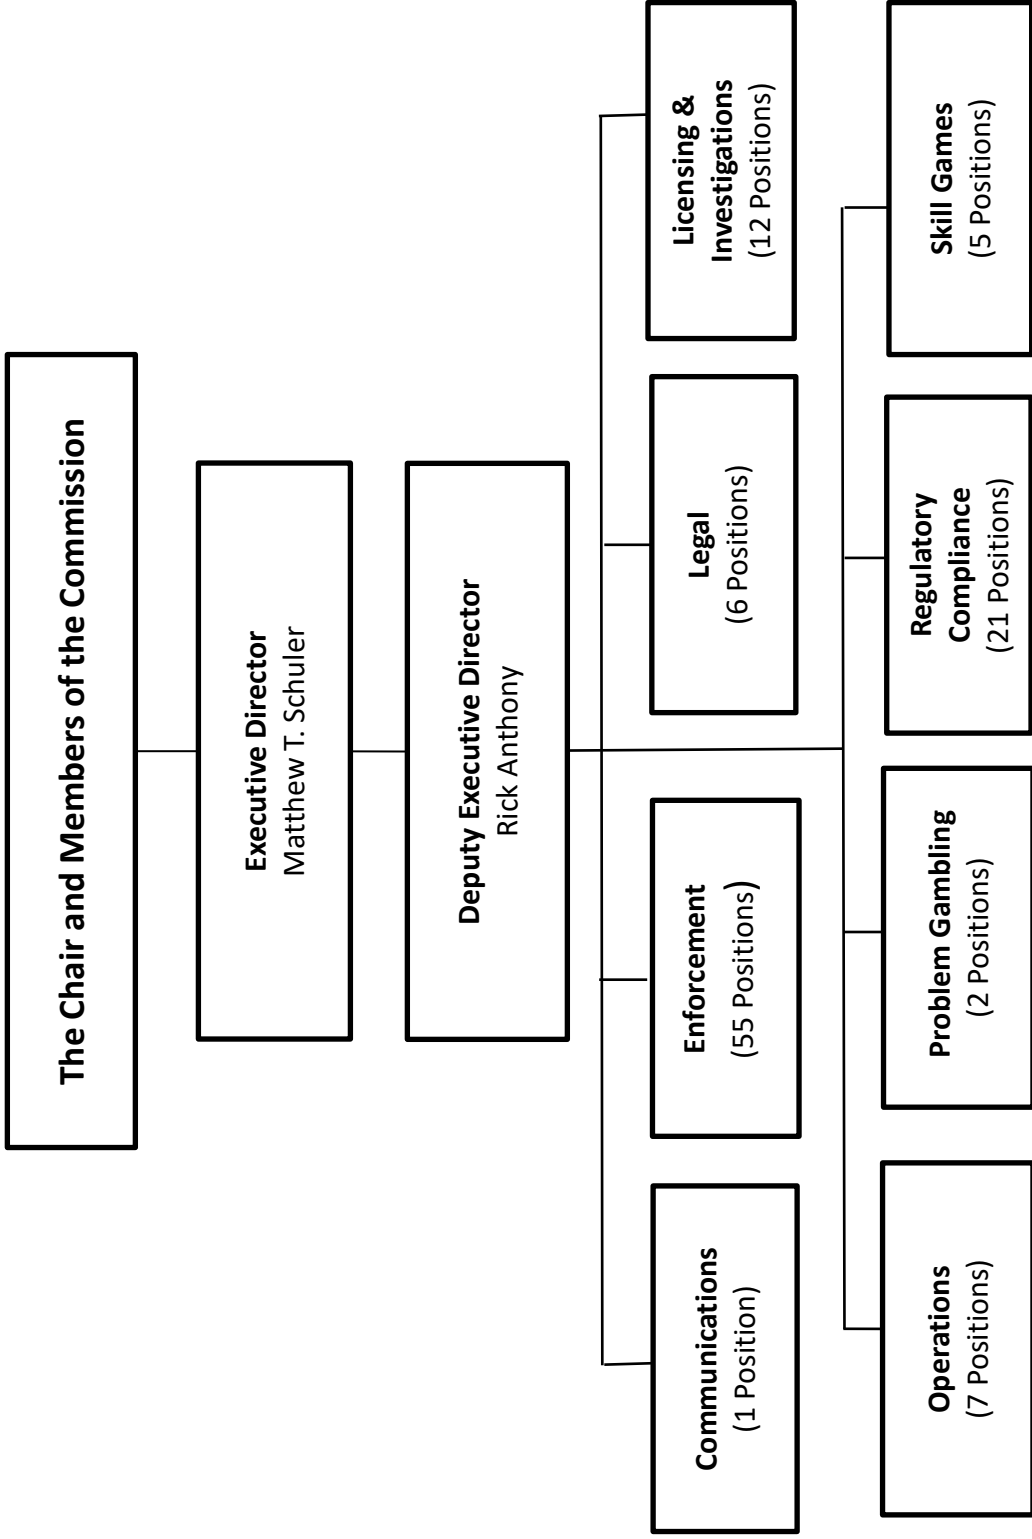 The Chair and Members of the Commission
Executive Director
Matthew T. Schuler
Deputy Executive Director
Rick Anthony
Communications
(1 Position)
Enforcement
(55 Positions)
Legal
(6 Positions)
Licensing &
Investigations
(12 Positions)
Operations
(7 Positions)
Problem Gambling
(2 Positions)
Regulatory
Compliance
(21 Positions)
Skill Games
(5 Positions)